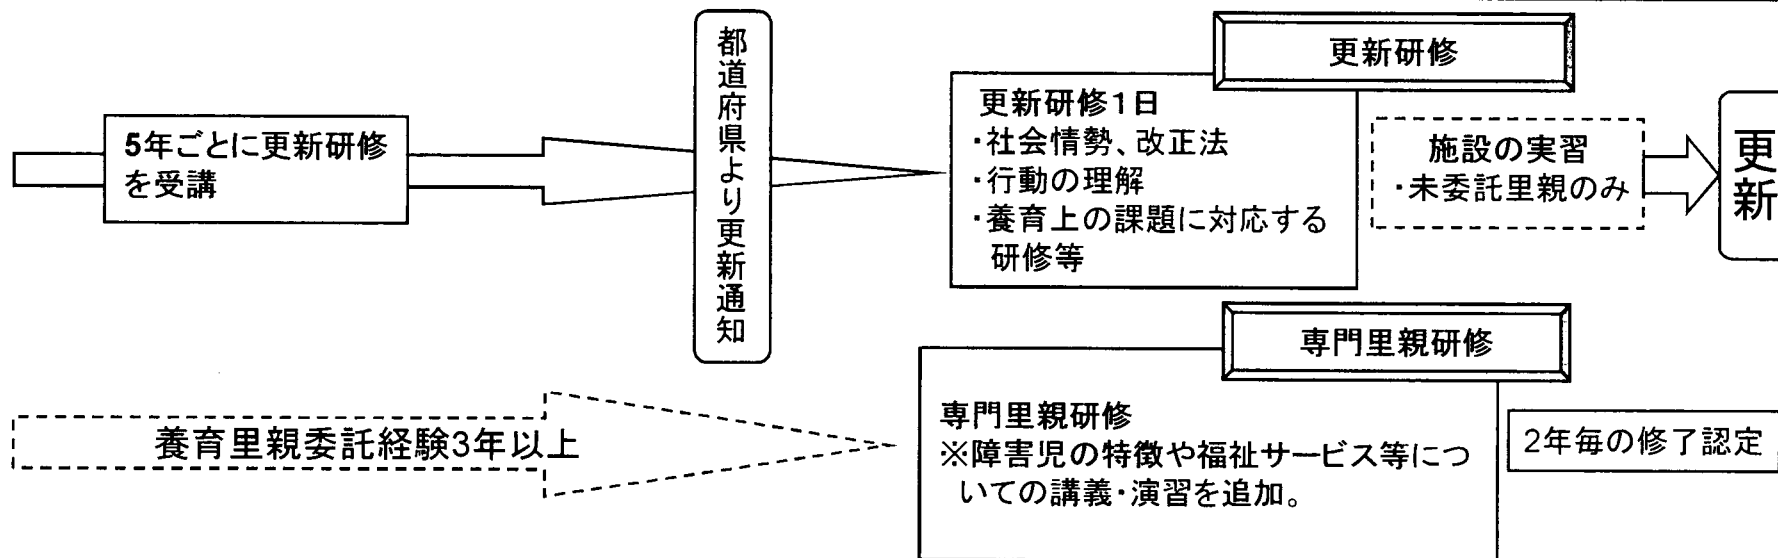 5年ごとに更新研修
を受講
都道府県より更新通知
更新研修
更新研修1日
・社会情勢、改正法
・行動の理解
・養育上の課題に対応する
研修等
施設の実習
・未委託里親のみ
更新
養育里親委託経験3年以上
専門里親研修
専門里親研修
※障害児の特徴や福祉サービス等につ
いての講義・演習を追加。
2年毎の修了認定